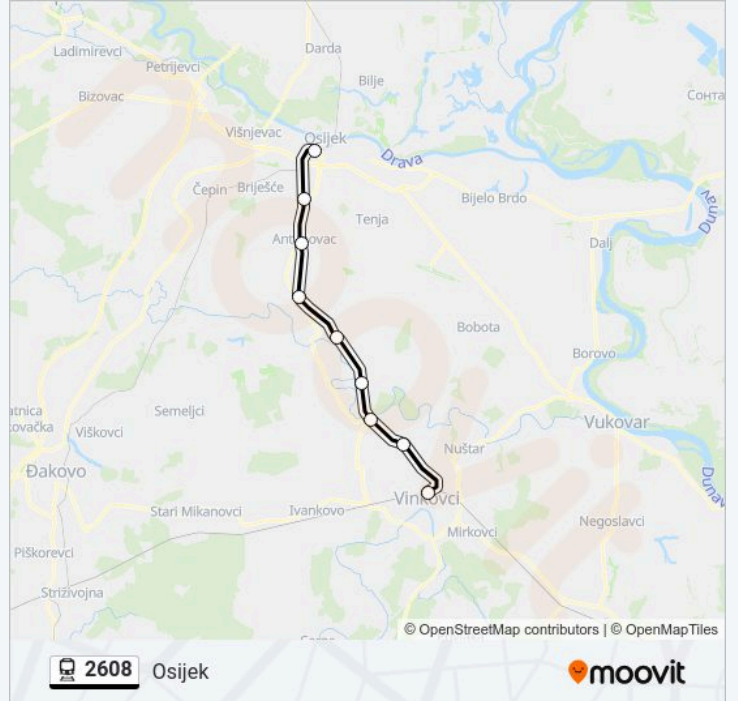 Ladimirevci
Darda
Petrijevci
Bilje
Bizovac
Сонта
Višnjevac
Osijek
Drava
Čepin
Briješće
Bijelo Brdo
Dunav
Tenja
Dalj
Bobota
Borovo
Semeljci
Viškovci
Vukovar
Nuštar
Đakovo
Vinkovci
Dunav
Stari Mikanovci
Ivankovo
Negoslavci
Mirkovci
Piškorevci
Strizivojna
© OpenStreetMap contributors | © OpenMapTiles
2608
Osijek
moovit